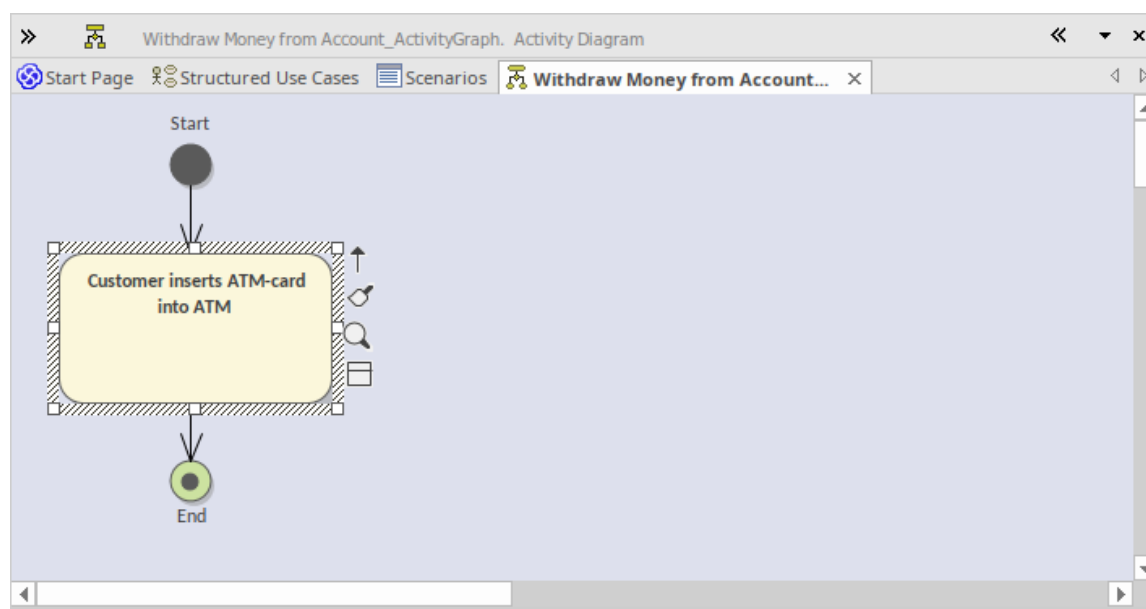 Withdraw Money from Account_ActivityGraph. Activity Diagram
Start Page Structured Use Cases Scenarios Withdraw Money from Account...
Start
Customer inserts ATM-card
into ATM
End